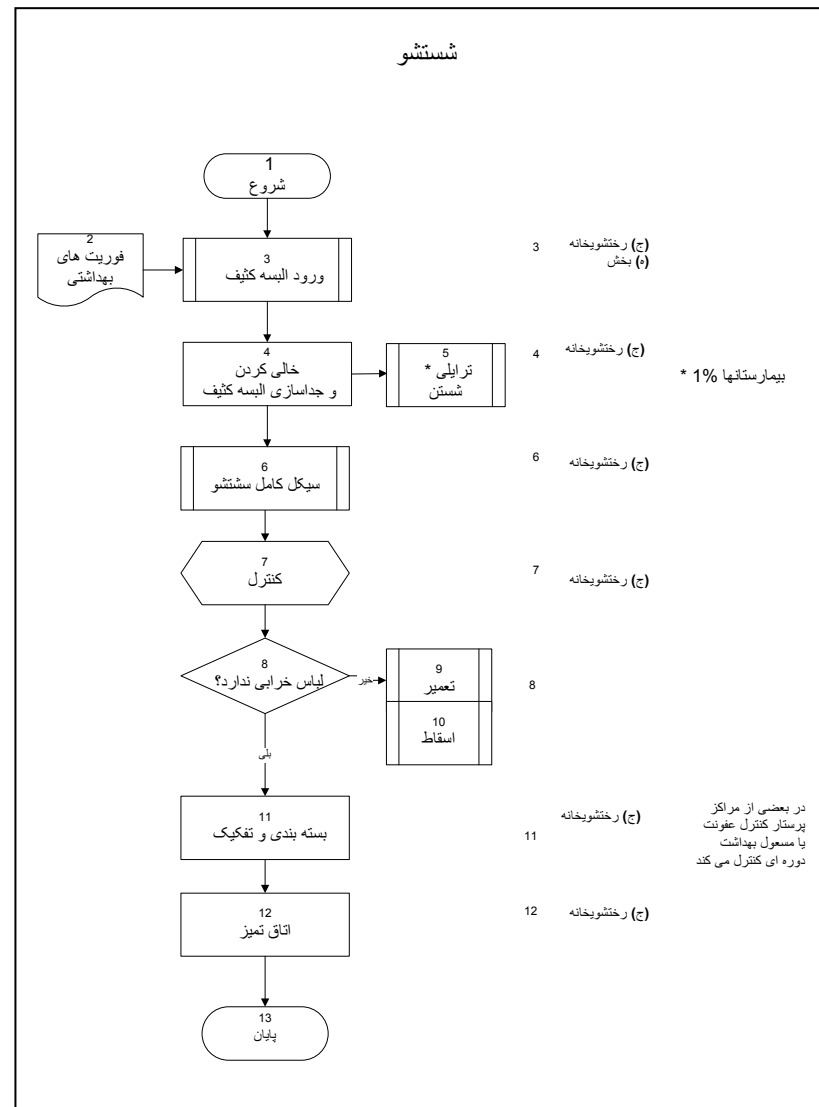 شستشو
1
شروع
2
فوریت های
بهداشتی
3
ورود البسه کثیف
3
(ج) رختشویخانه
(ه) بخش
4
خالی کردن
و جداسازی البسه کثیف
5
ترایلی *
شستن
4
(ج) رختشویخانه
* 1% بیمارستانها
6
سیکل کامل سشتشو
6
(ج) رختشویخانه
7
کنترل
7
(ج) رختشویخانه
8
لباس خرابی ندارد؟
خیر
9
تعمیر
10
اسقاط
8
بلی
11
بسته بندی و تفکیک
11
(ج) رختشویخانه
در بعضی از مراکز
پرستار کنترل عفونت
یا مسعول بهداشت
دوره ای کنترل می کند
12
اتاق تمیز
12
(ج) رختشویخانه
13
پایان